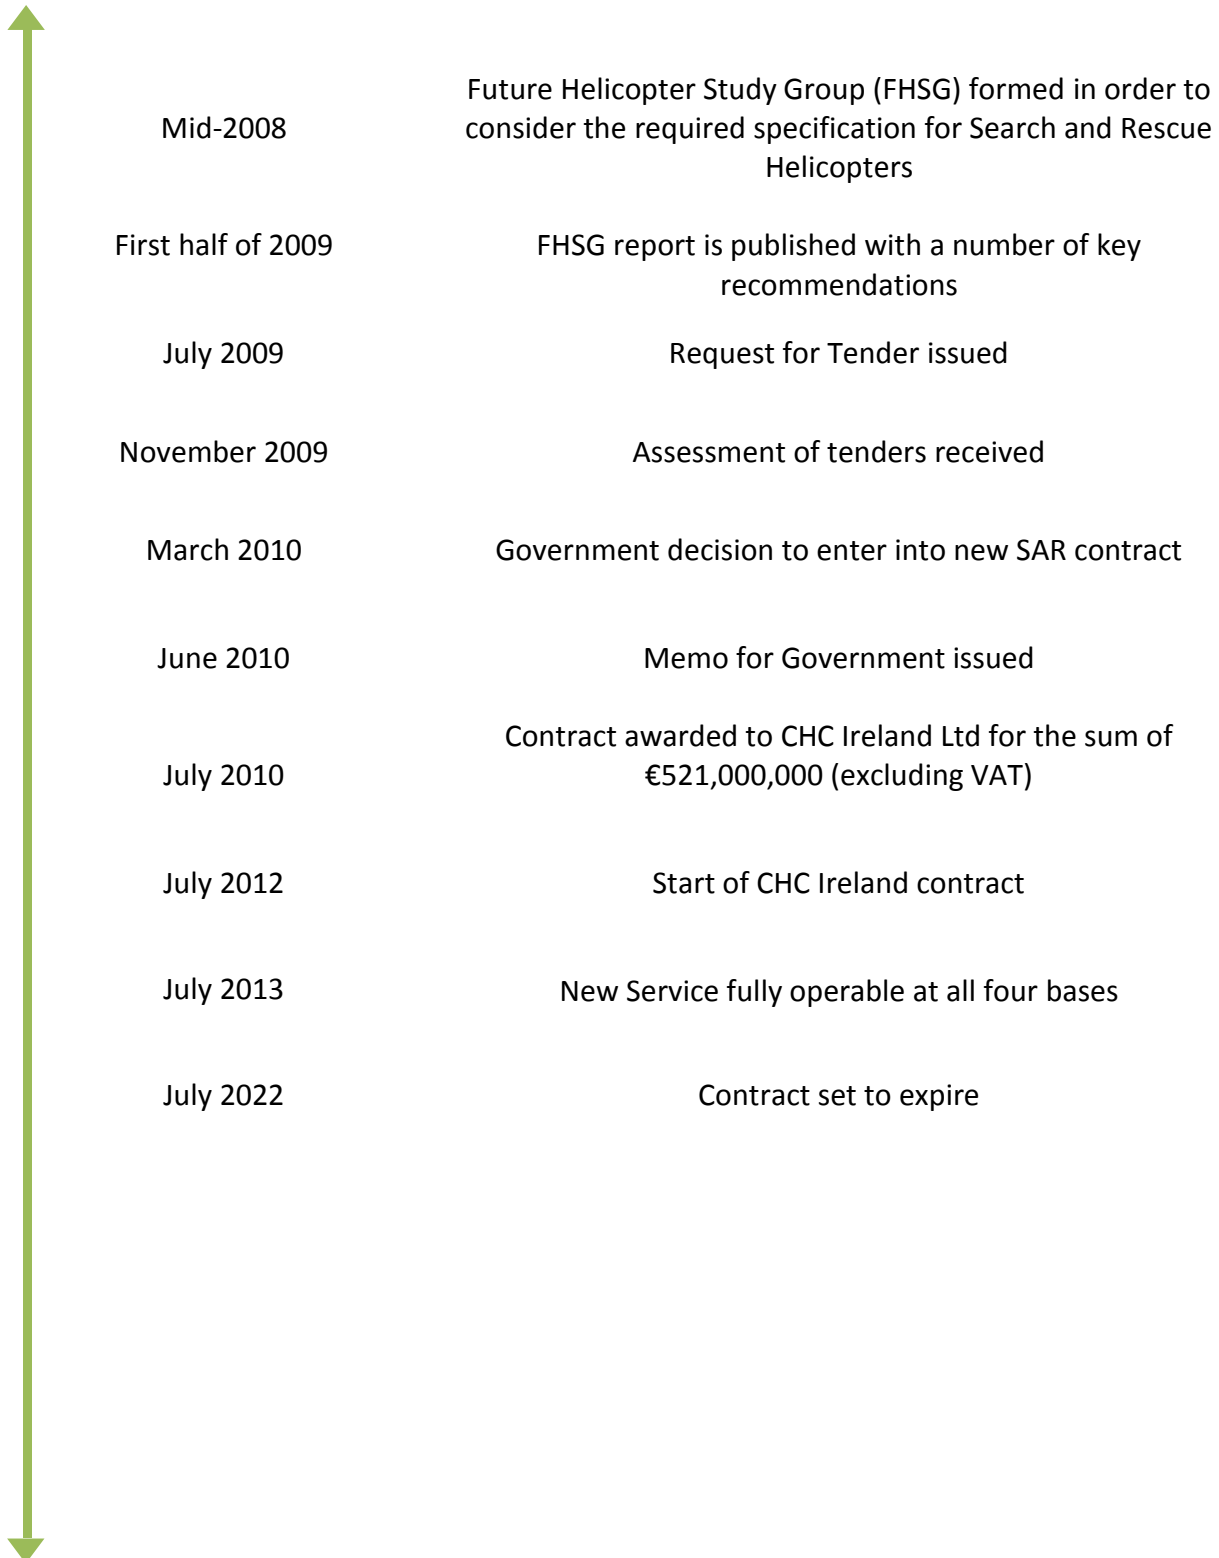 Future Helicopter Study Group (FHSG) formed in order to
Mid-2008
consider the required specification for Search and Rescue
Helicopters
First half of 2009
FHSG report is published with a number of key
recommendations
July 2009
Request for Tender issued
November 2009
Assessment of tenders received
March 2010
Government decision to enter into new SAR contract
June 2010
Memo for Government issued
Contract awarded to CHC Ireland Ltd for the sum of
July 2010
€521,000,000 (excluding VAT)
July 2012
Start of CHC Ireland contract
July 2013
New Service fully operable at all four bases
July 2022
Contract set to expire